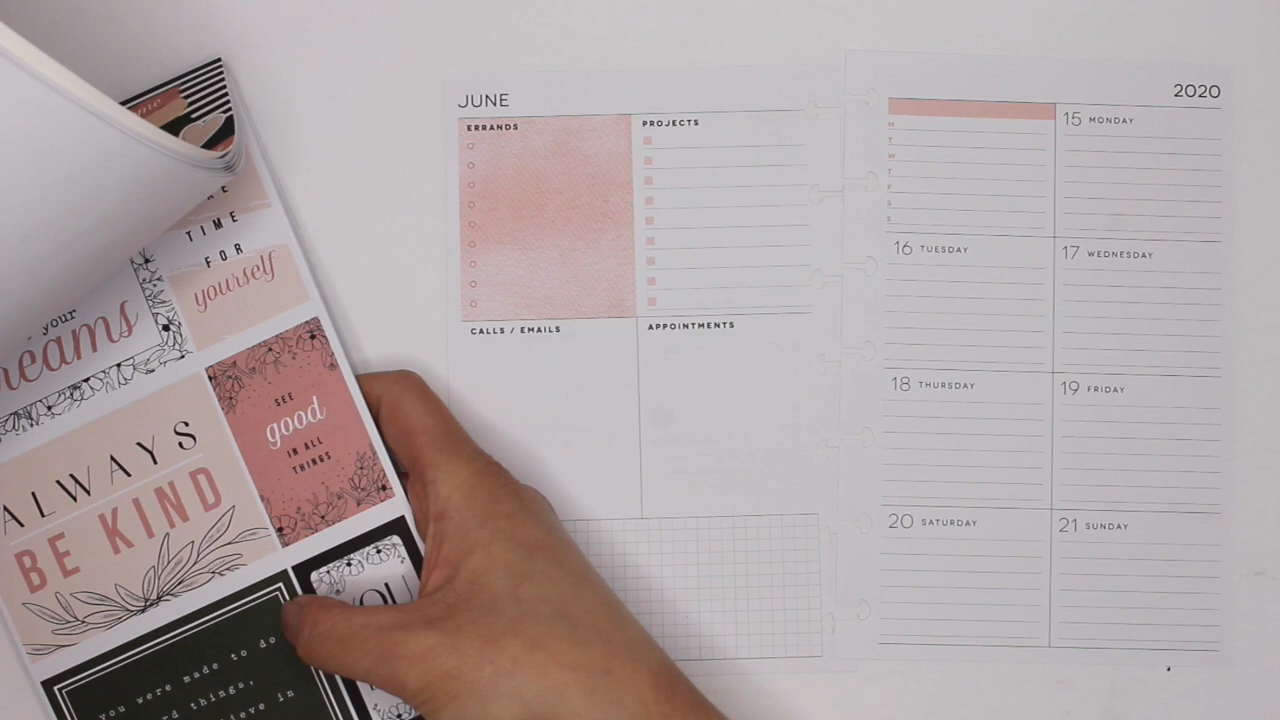 TIME
FOR
yourself
your
SEE
good
IN ALL
THINGS
ALWAYS
BE KIND
you were made to do
things,
in
JUNE
ERRANDS
PROJECTS
CALLS / EMAILS
APPOINTMENTS
2020
M
T
W
T
F
S
S
15 MONDAY
16 TUESDAY
17 WEDNESDAY
18 THURSDAY
19 FRIDAY
20 SATURDAY
21 SUNDAY